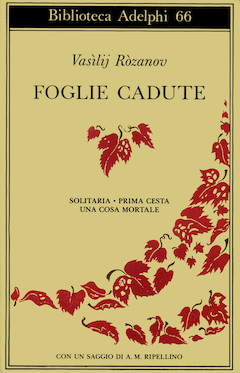 Biblioteca Adelphi 66
Vasìlij Ròzanov
FOGLIE CADUTE
SOLITARIA • PRIMA CESTA
UNA COSA MORTALE
CON UN SAGGIO DI A. M. RIPELLINO